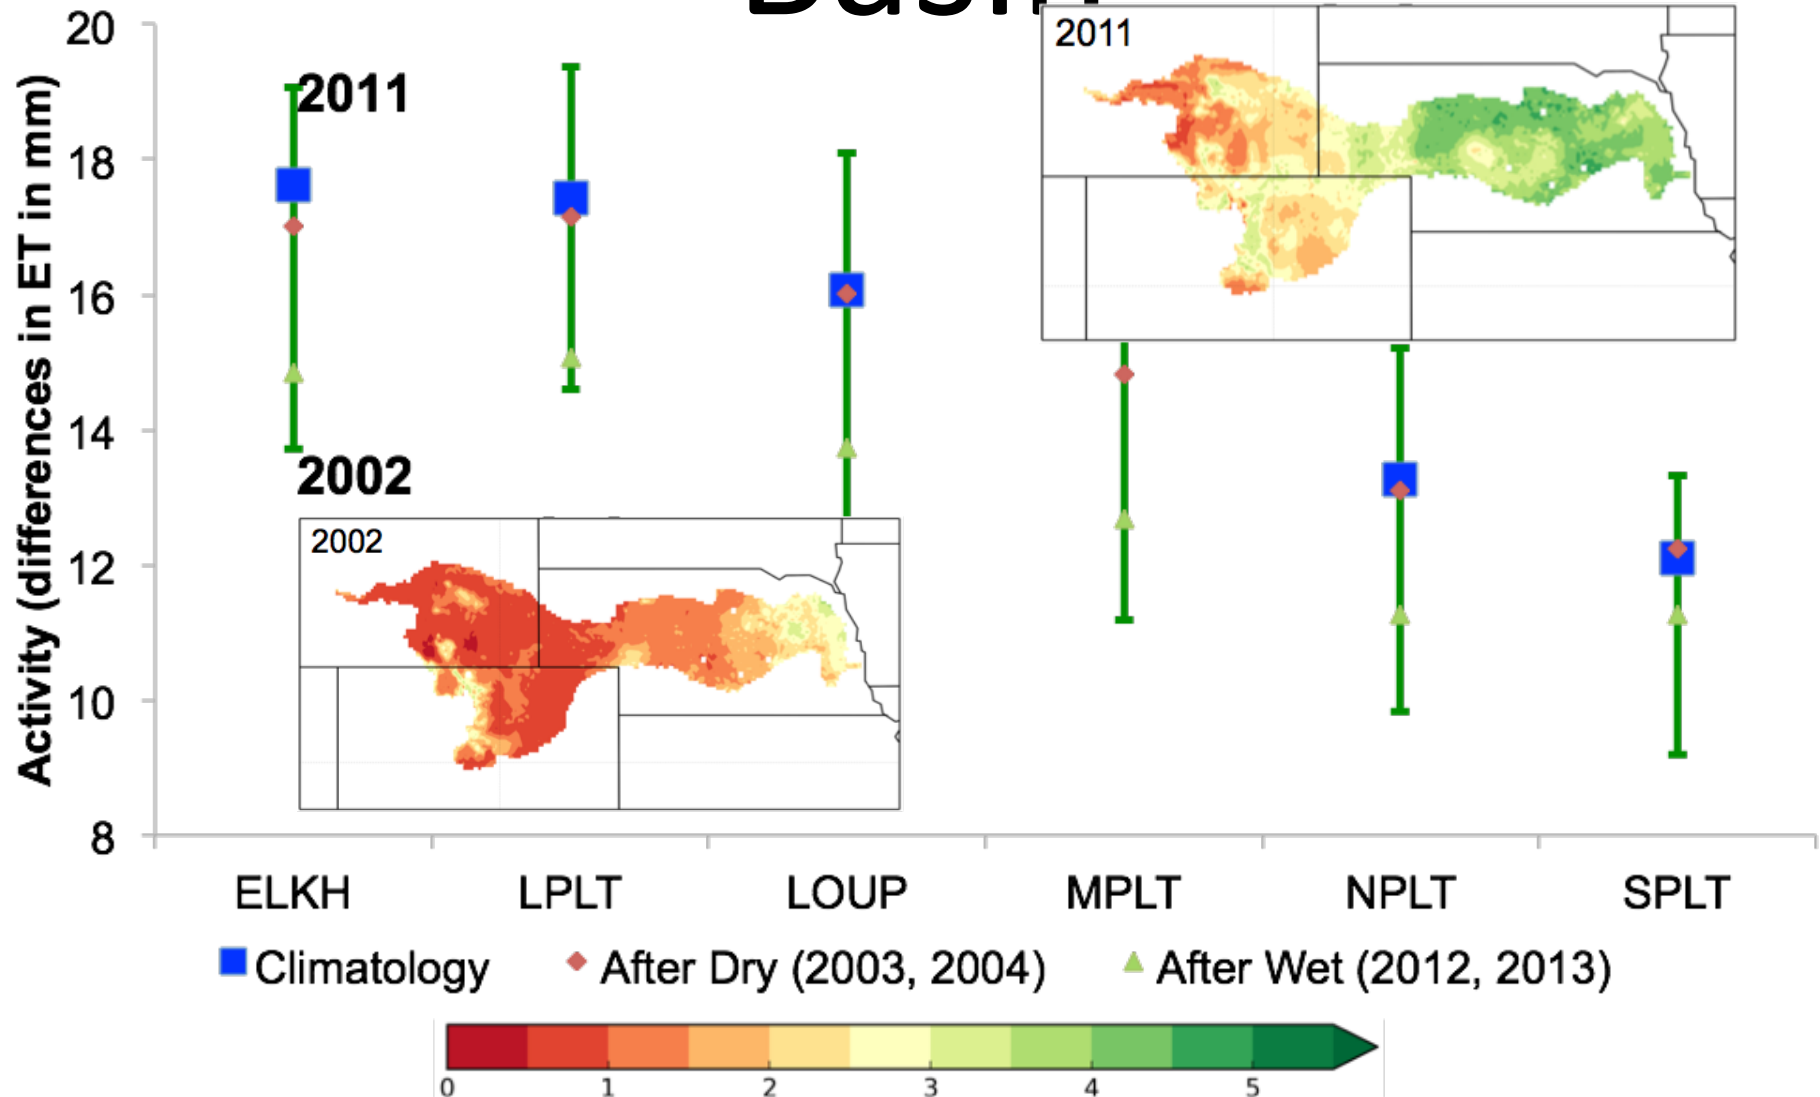 20
18
16
14
12
10
8
Activity (differences in ET in mm)
2011
2011
2002
2002
ELKH LPLT LOUP MPLT NPLT SPLT
Climatology After Dry (2003, 2004) After Wet (2012, 2013)
0 1 2 3 4 5